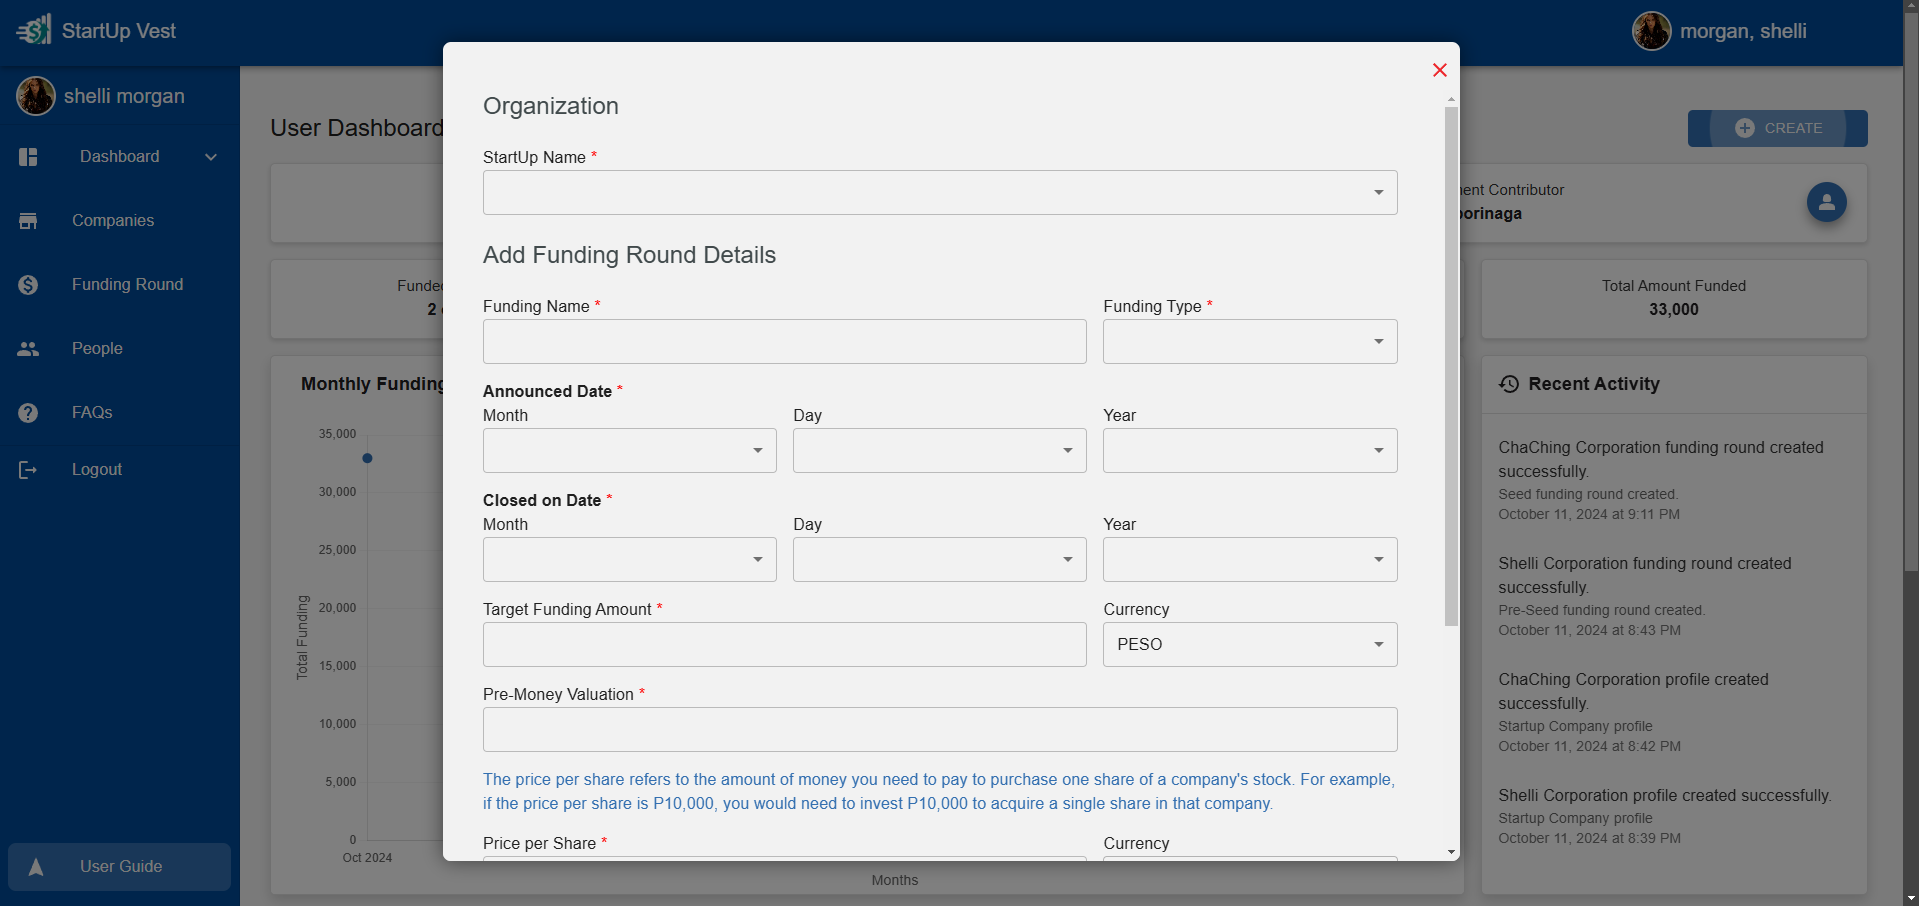 StartUp Vest
morgan, shelli
shelli morgan
Dashboard
Companies
Funding Round
People
FAQs
Logout
User Guide
User Dashboard
CREATE
Contributor
Funded
2
Total Amount Funded
33,000
Monthly Funding
35,000
30,000
25,000
20,000
15,000
10,000
5,000
0
Total Funding
Oct 2024
Months
Organization
StartUp Name *
Add Funding Round Details
Funding Name *
Funding Type *
Announced Date *
Month
Day
Year
Closed on Date *
Month
Day
Year
Target Funding Amount *
Currency
PESO
Pre-Money Valuation *
The price per share refers to the amount of money you need to pay to purchase one share of a company's stock. For example,
if the price per share is P10,000, you would need to invest P10,000 to acquire a single share in that company.
Price per Share *
Currency
Recent Activity
ChaChing Corporation funding round created
successfully.
Seed funding round created.
October 11, 2024 at 9:11 PM
Shelli Corporation funding round created
successfully.
Pre-Seed funding round created.
October 11, 2024 at 8:43 PM
ChaChing Corporation profile created
successfully.
Startup Company profile
October 11, 2024 at 8:42 PM
Shelli Corporation profile created successfully.
Startup Company profile
October 11, 2024 at 8:39 PM